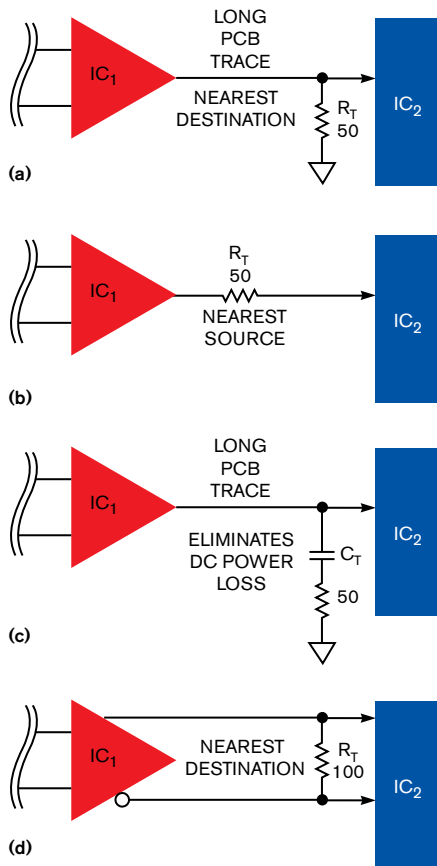 LONG
PCB
TRACE
IC1
NEAREST
DESTINATION
RT
50
IC2
(a)
RT
50
IC1
NEAREST
SOURCE
IC2
(b)
LONG
PCB
TRACE
IC1
ELIMINATES
DC POWER
LOSS
CT
50
IC2
(c)
IC1
NEAREST
DESTINATION
RT
100
IC2
(d)